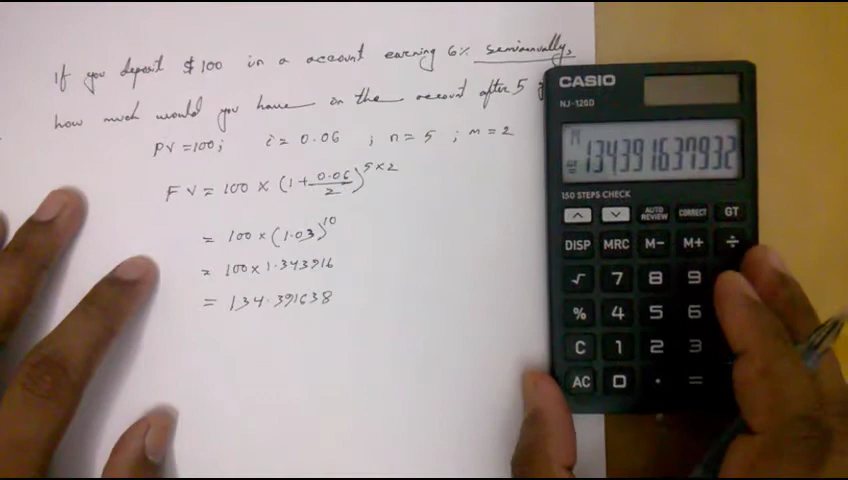 If you deposit $100 in a account earning 6% semiannually,
how much would you have in the account after 5
PV =100; i = 0.06 ; n = 5 ; m = 2
FV = 100 × (1+0.06/2)^5×2
= 100 × (1.03)^10
= 100 × 1.343916
= 134.391638
CASIO
NJ-120D
M
134.391637932
150 STEPS CHECK
AUTO REVIEW CORRECT GT
DISP MRC M- M+ ÷
√ 7 8 9
% 4 5 6
C 1 2 3
AC 0 . =